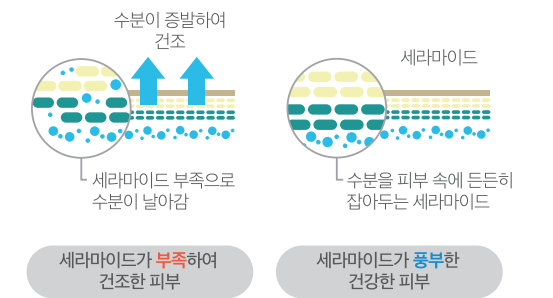 수분이 증발하여
건조
세라마이드
세라마이드 부족으로
수분이 날아감
수분을 피부 속에 든든히
잡아두는 세라마이드
세라마이드가 부족하여
건조한 피부
세라마이드가 풍부한
건강한 피부